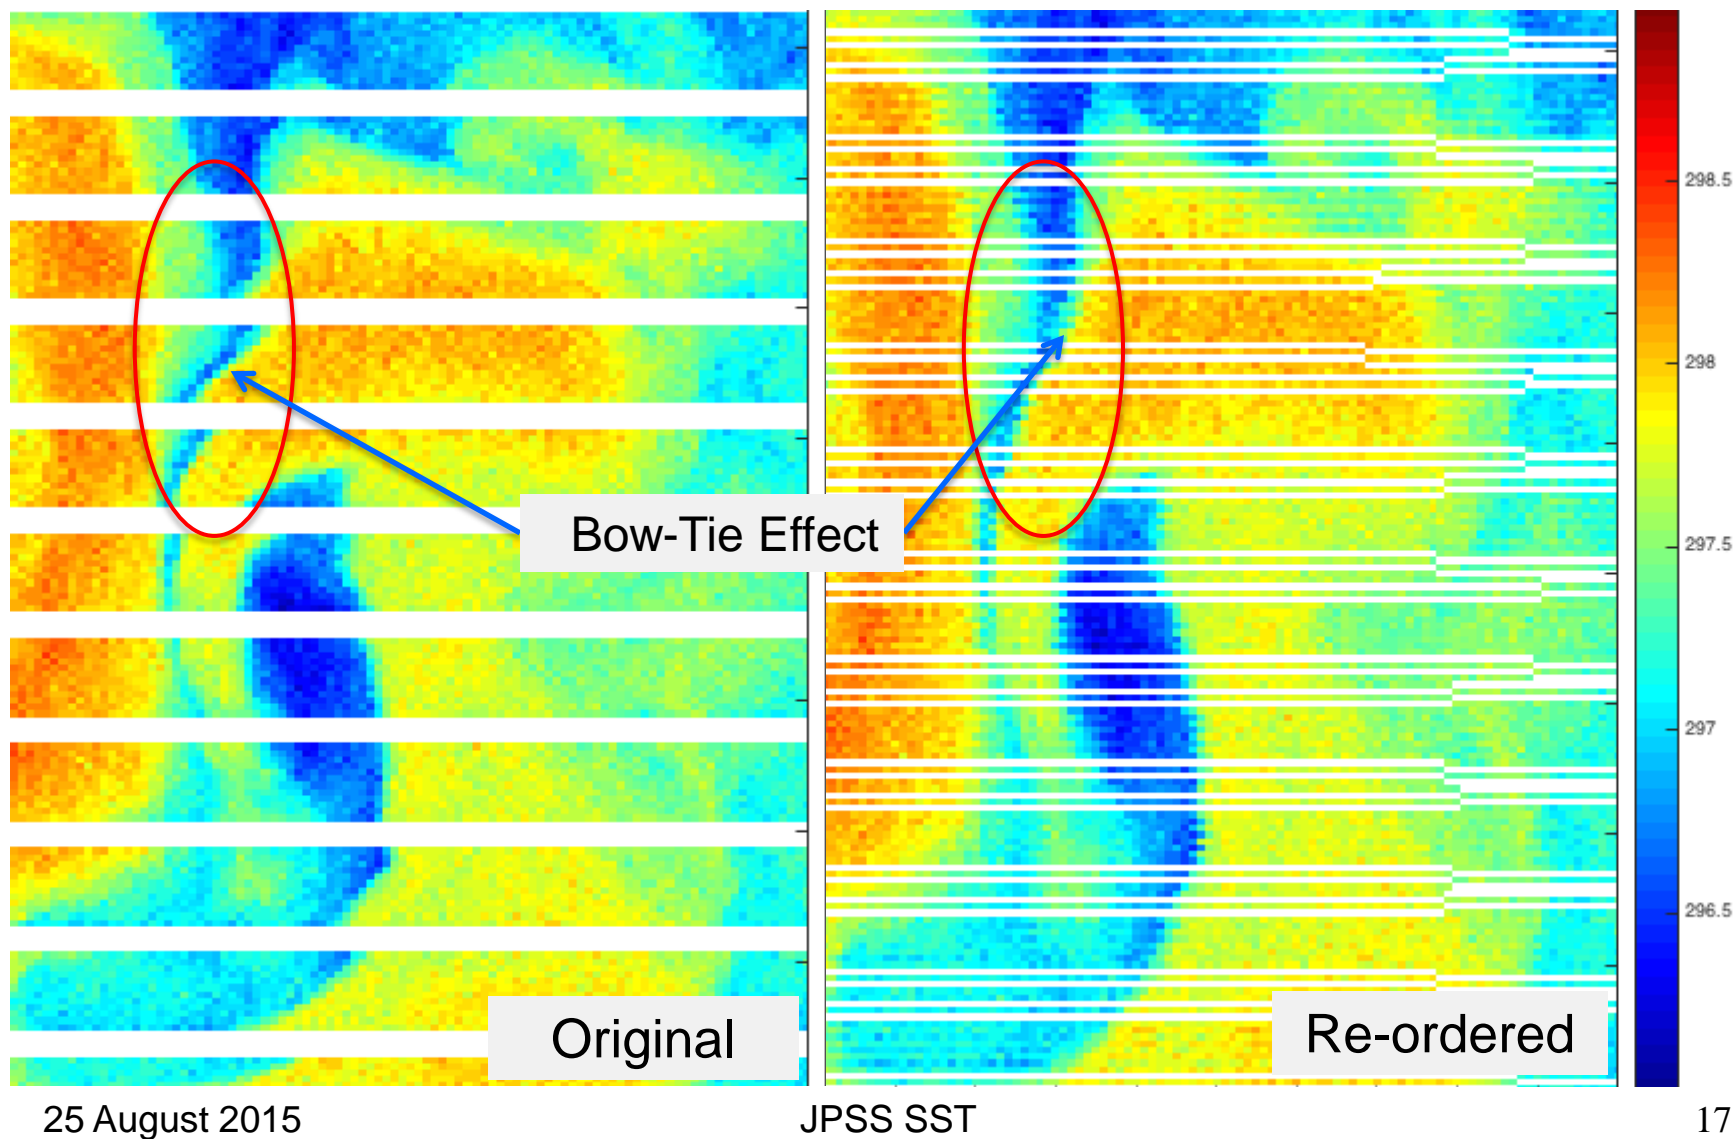 298.5
298
297.5
297
296.5
Bow-Tie Effect
Original
Re-ordered
25 August 2015
JPSS SST
17